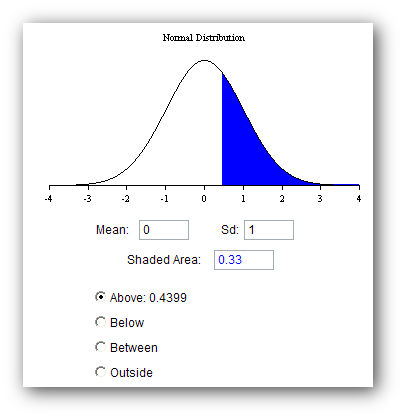 Normal Distribution
-4 -3 -2 -1 0 1 2 3 4
Mean: 0 Sd: 1
Shaded Area: 0.33
Above: 0.4399
Below
Between
Outside